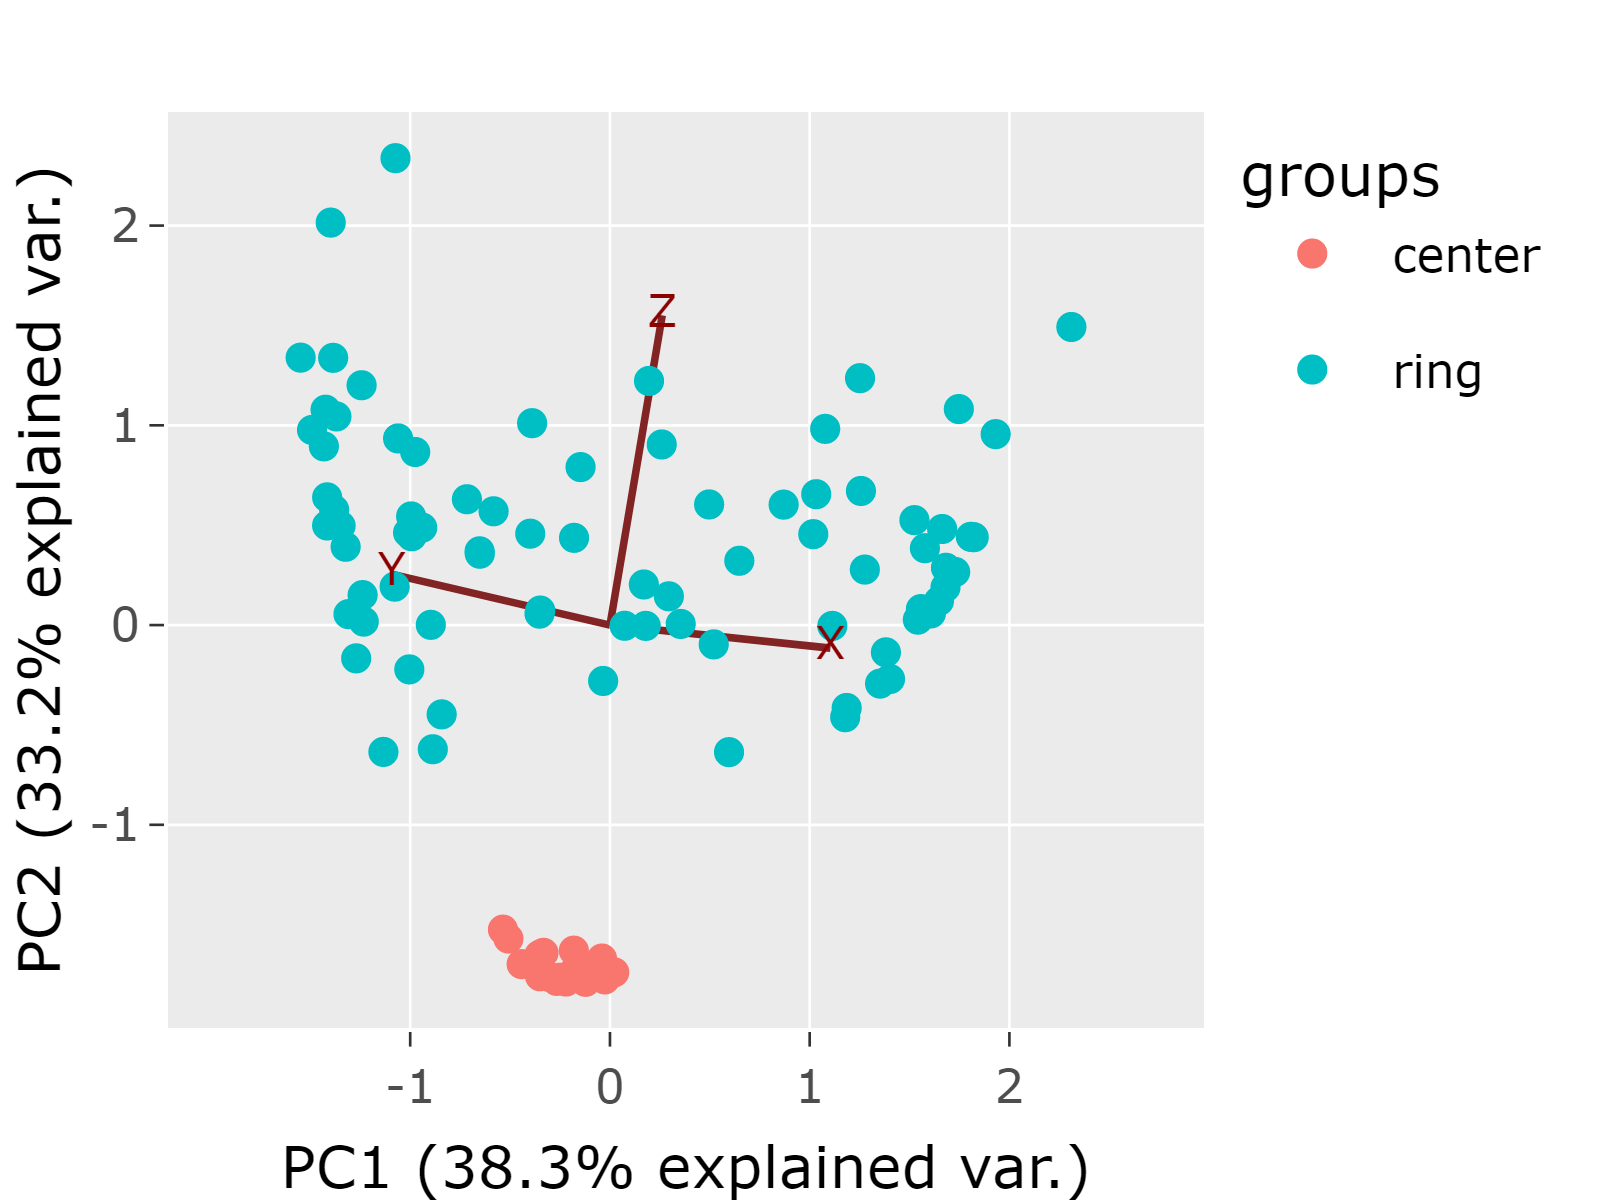 groups
center
ring
PC2 (33.2% explained var.)
2
1
0
-1
Z
Y
X
-1
0
1
2
PC1 (38.3% explained var.)